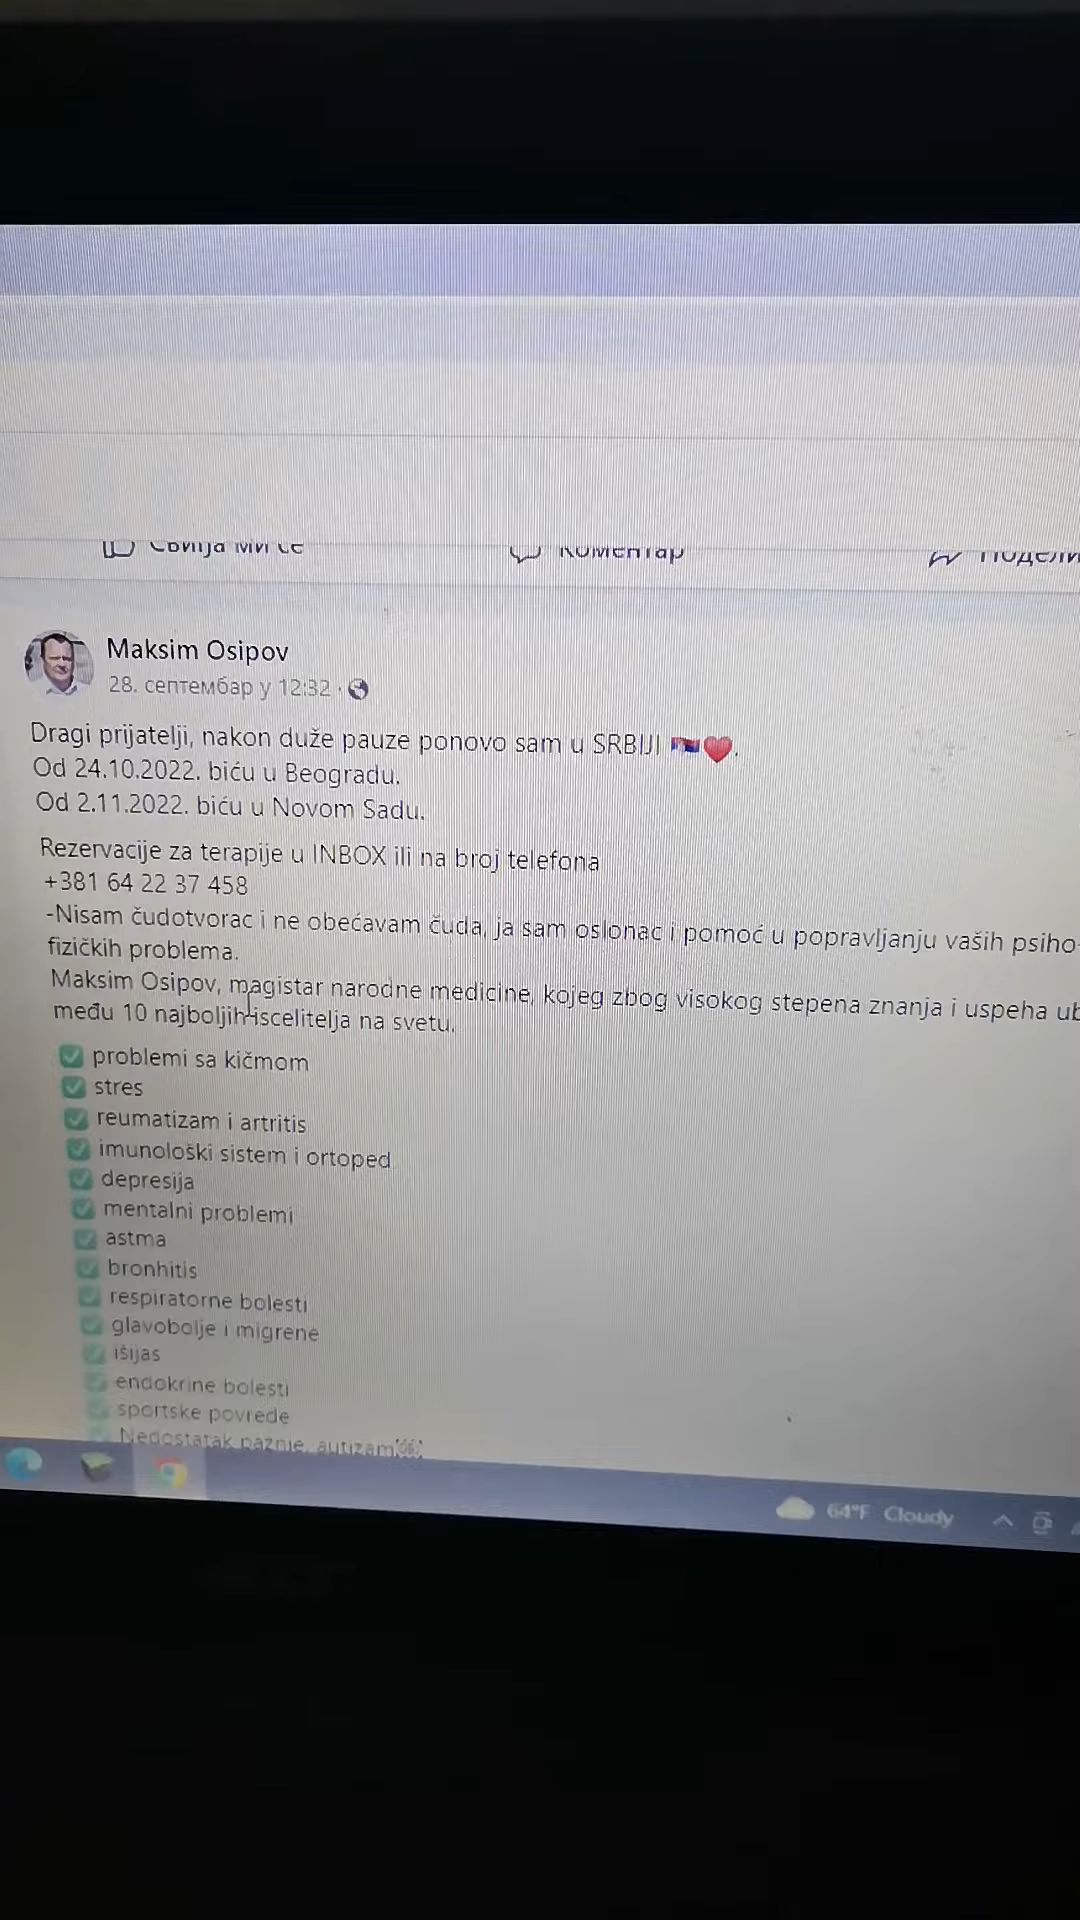 Свиђа ми се Коментар Подели
Maksim Osipov
28. септембар у 12:32 ·
Dragi prijatelji, nakon duže pauze ponovo sam u SRBIJI 🇷🇸❤️.
Od 24.10.2022. biću u Beogradu.
Od 2.11.2022. biću u Novom Sadu.
Rezervacije za terapije u INBOX ili na broj telefona
+381 64 22 37 458
-Nisam čudotvorac i ne obećavam čuda, ja sam oslonac i pomoć u popravljanju vaših psiho-
fizičkih problema.
Maksim Osipov, magistar narodne medicine, kojeg zbog visokog stepena znanja i uspeha ub
među 10 najboljih iscelitelja na svetu.
✅ problemi sa kičmom
✅ stres
✅ reumatizam i artritis
✅ imunološki sistem i ortoped
✅ depresija
✅ mentalni problemi
✅ astma
✅ bronhitis
✅ respiratorne bolesti
✅ glavobolje i migrene
✅ išijas
✅ endokrine bolesti
✅ sportske povrede
Nedostatak pažnje, autizam
64°F Cloudy